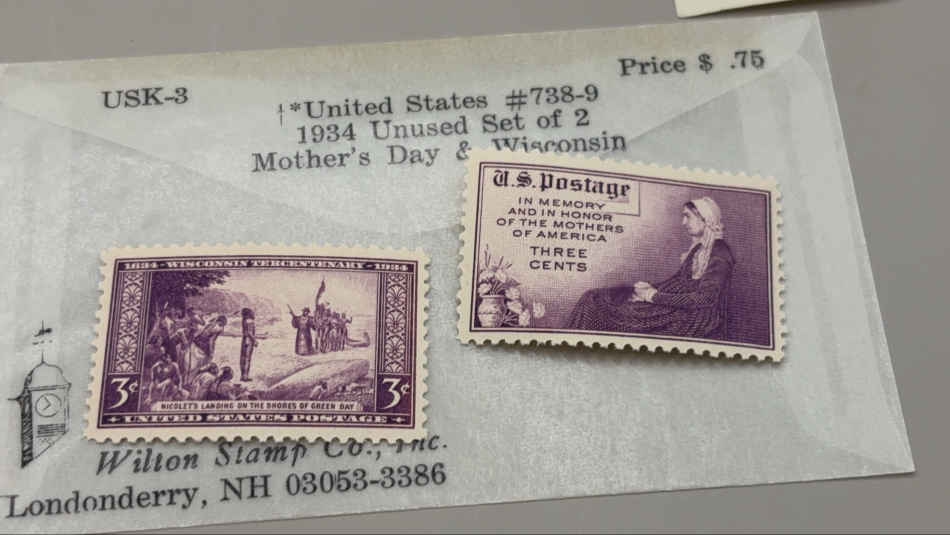 USK-3
Price $ .75
†*United States #738-9
1934 Unused Set of 2
Mother's Day & Wisconsin
U.S. Postage
IN MEMORY
AND IN HONOR
OF THE MOTHERS
OF AMERICA
THREE
CENTS
1634 - WISCONSIN TERCENTENARY - 1934
3¢ 3¢
NICOLET'S LANDING ON THE SHORES OF GREEN BAY
UNITED STATES POSTAGE
Wilton Stamp Co., Inc.
Londonderry, NH 03053-3386